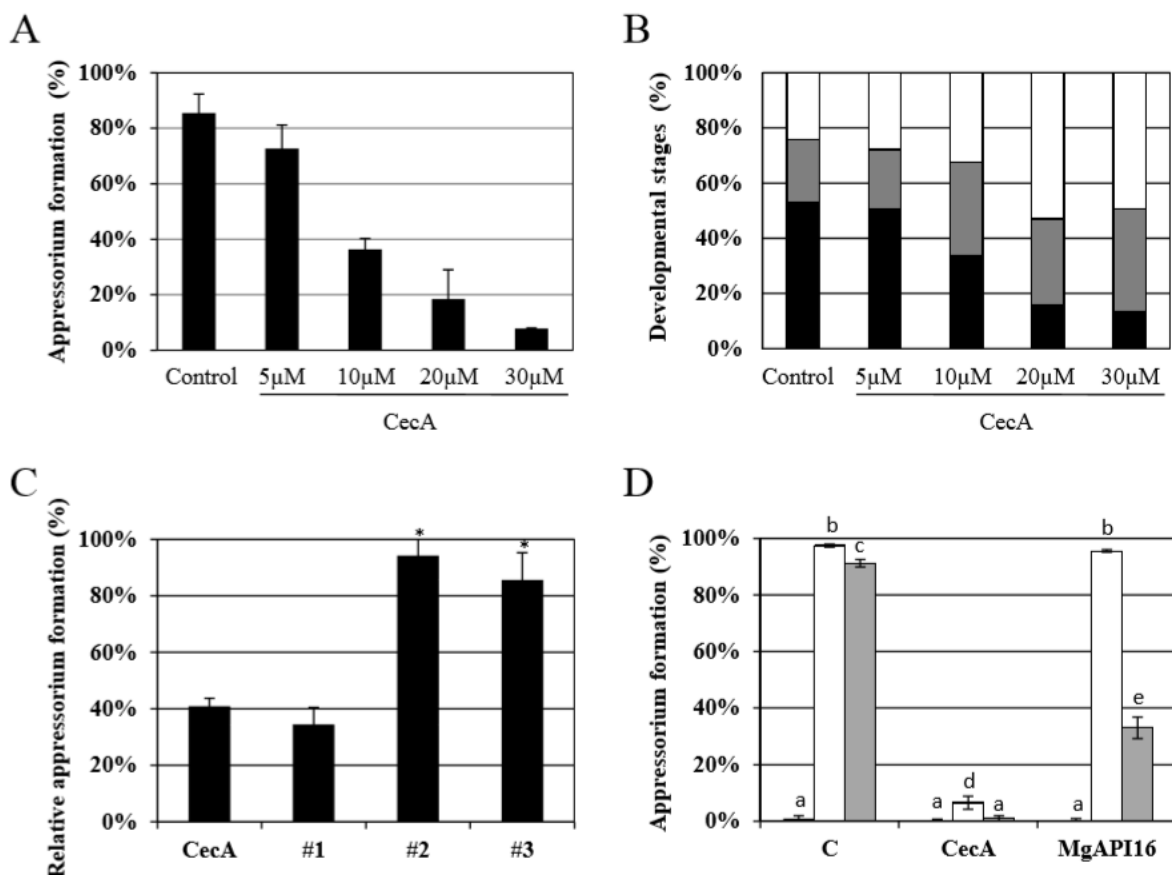 A
Appressorium formation (%)
100%
80%
60%
40%
20%
0%
Control 5µM 10µM 20µM 30µM
CecA
B
Developmental stages (%)
100%
80%
60%
40%
20%
0%
Control 5µM 10µM 20µM 30µM
CecA
C
Relative appressorium formation (%)
100%
80%
60%
40%
20%
0%
* *
CecA #1 #2 #3
D
Appressorium formation (%)
100%
80%
60%
40%
20%
0%
a b c a d a a b e
C CecA MgAPI16